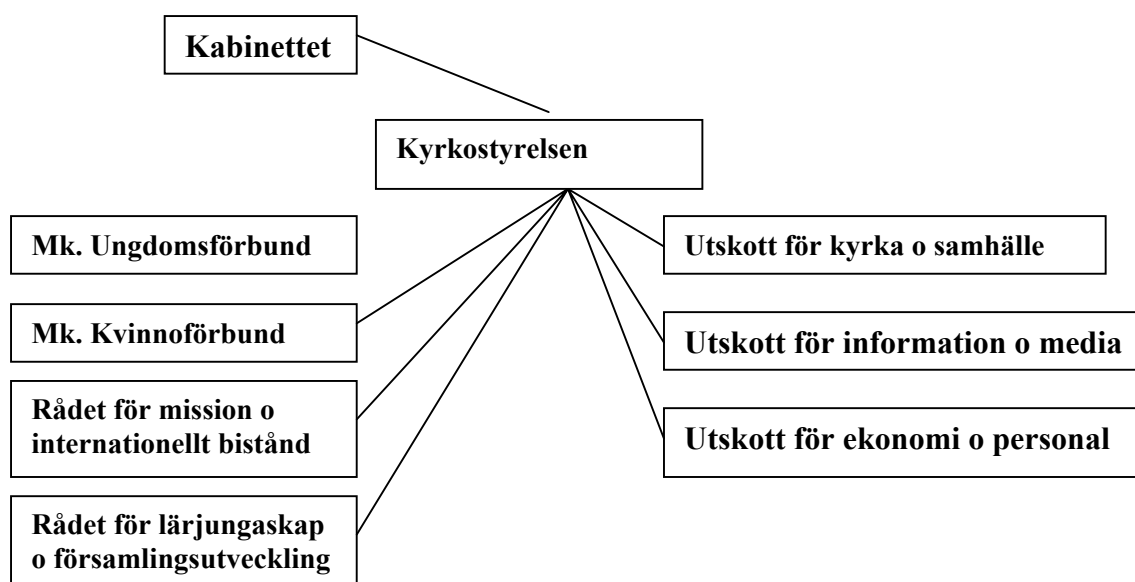 Kabinettet
Kyrkostyrelsen
Mk. Ungdomsförbund
Mk. Kvinnoförbund
Rådet för mission o
internationellt bistånd
Rådet för lärjungaskap
o församlingsutveckling
Utskott för kyrka o samhälle
Utskott för information o media
Utskott för ekonomi o personal